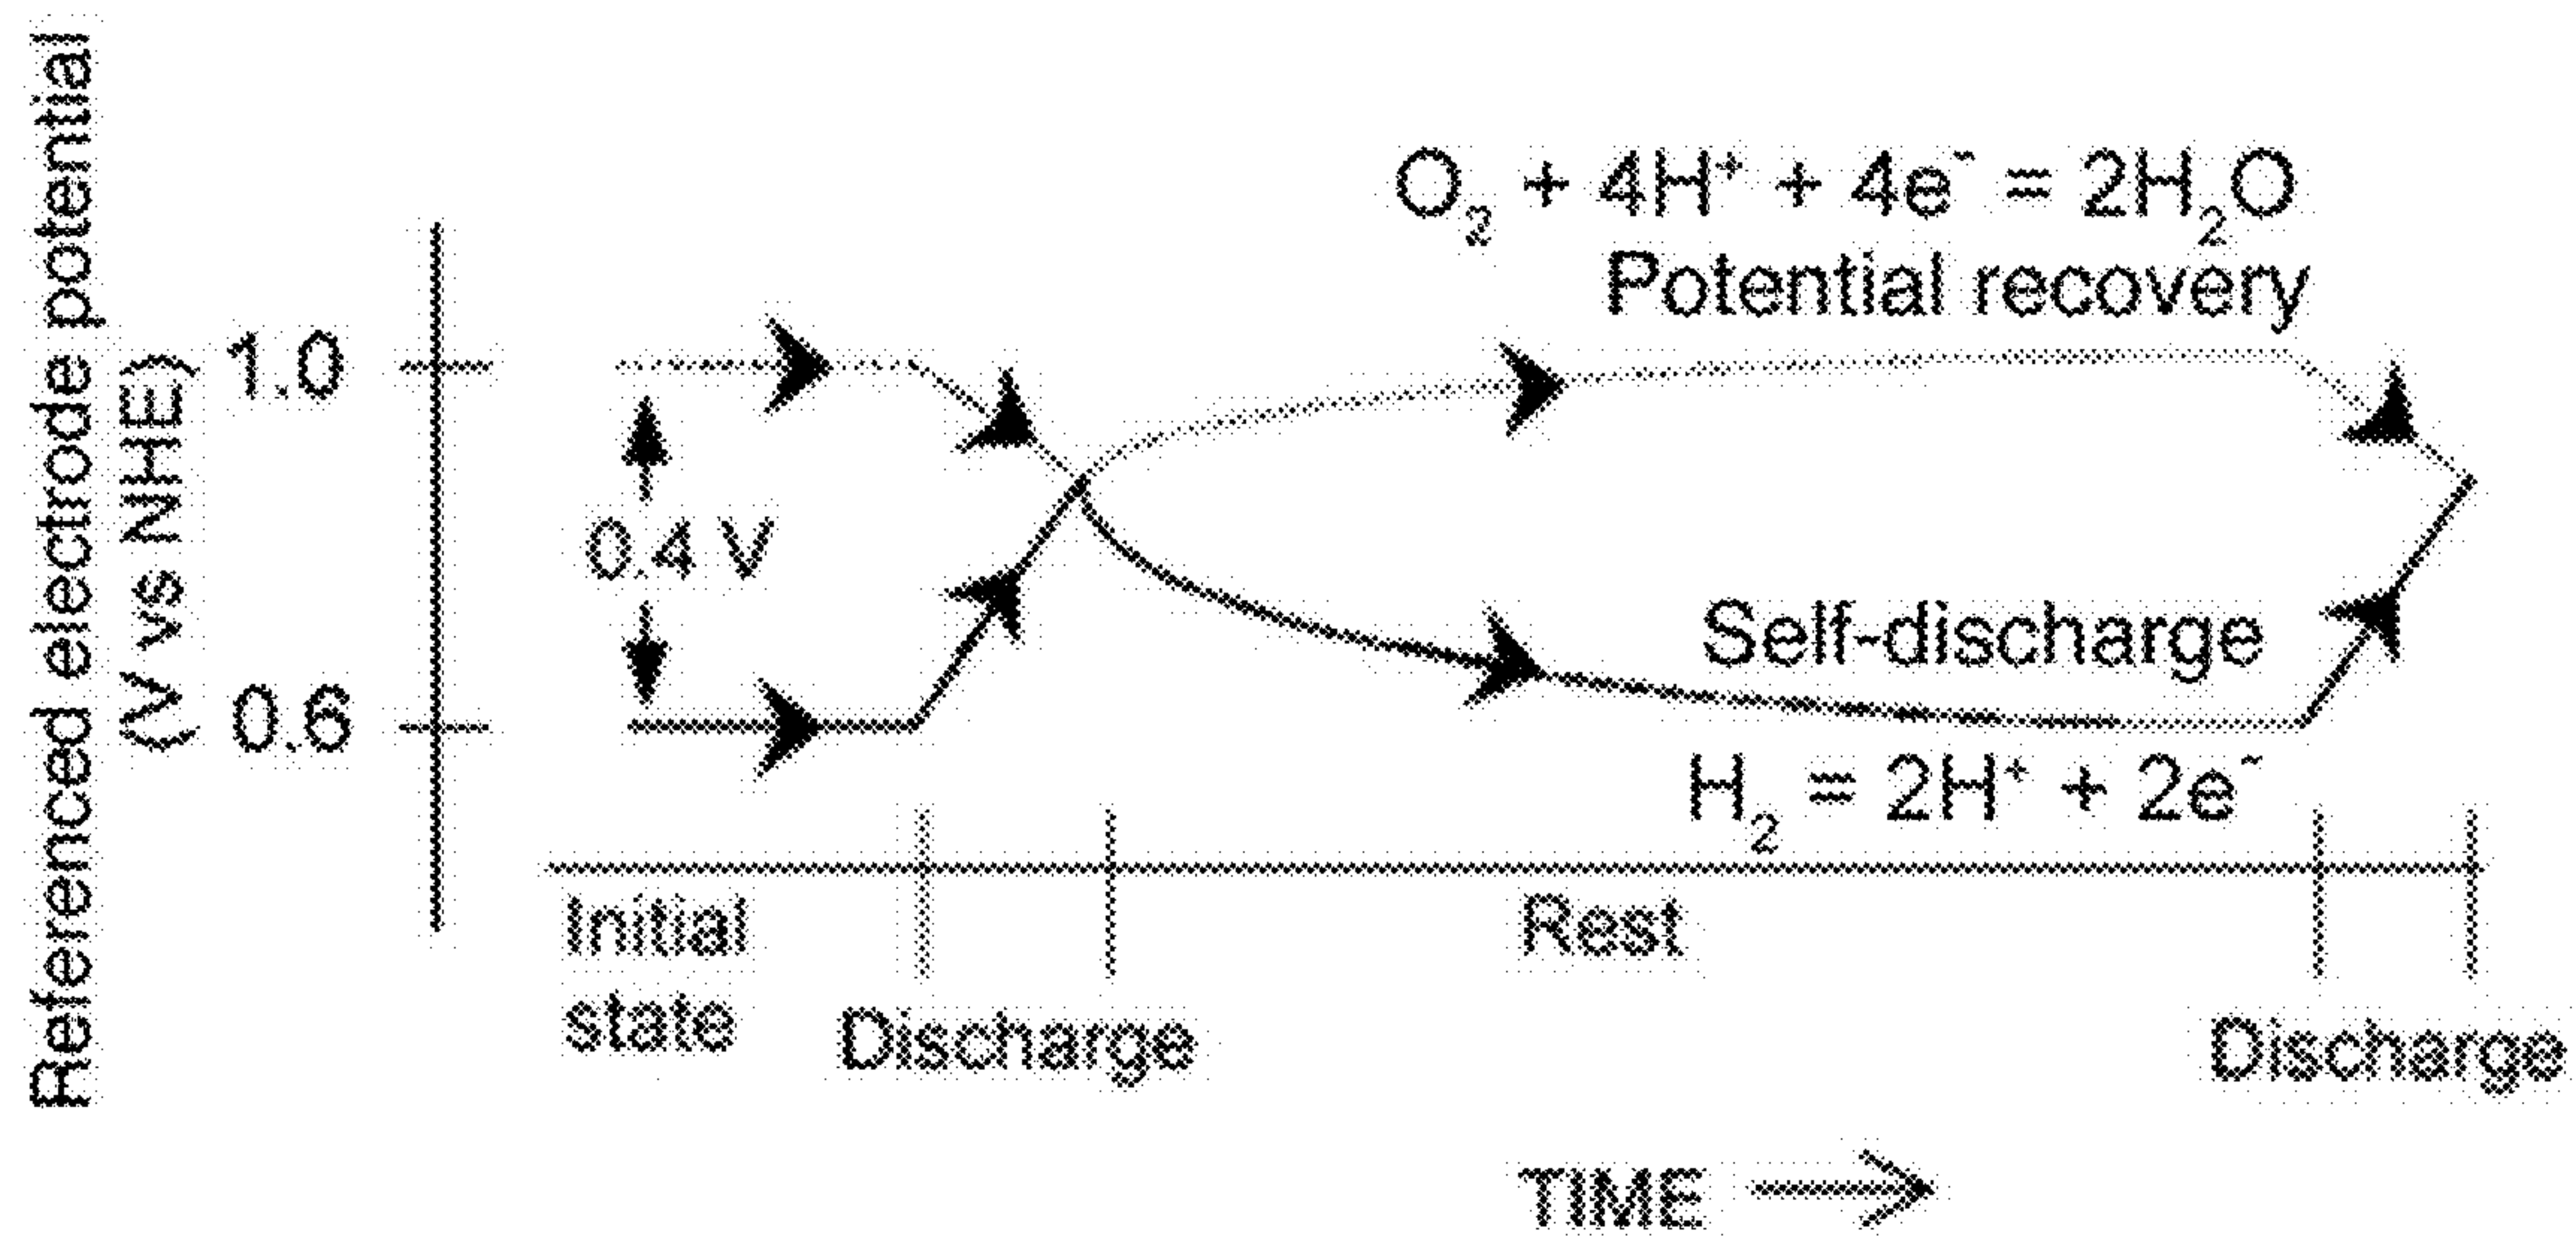 Referenced electrode potential
(V vs NHE)
1.0
0.6
0.4 V
O₂ + 4H⁺ + 4e⁻ = 2H₂O
Potential recovery
Self-discharge
H₂ = 2H⁺ + 2e⁻
Initial
state
Discharge
Rest
Discharge
TIME